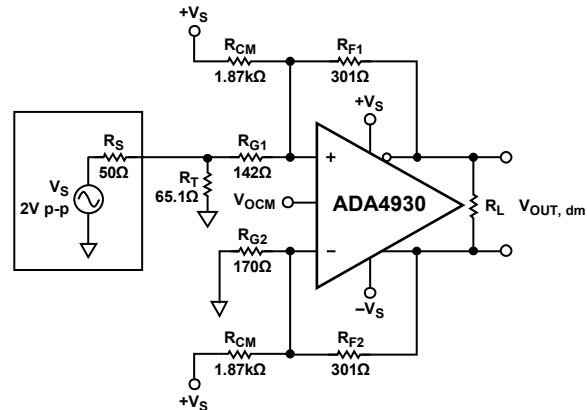 +VS
RCM
1.87kΩ
RF1
301Ω
+VS
RS
50Ω
VS
2V p-p
RT
65.1Ω
RG1
142Ω
+
VOCM
ADA4930
RL
VOUT, dm
RG2
170Ω
−
−VS
RCM
1.87kΩ
RF2
301Ω
+VS